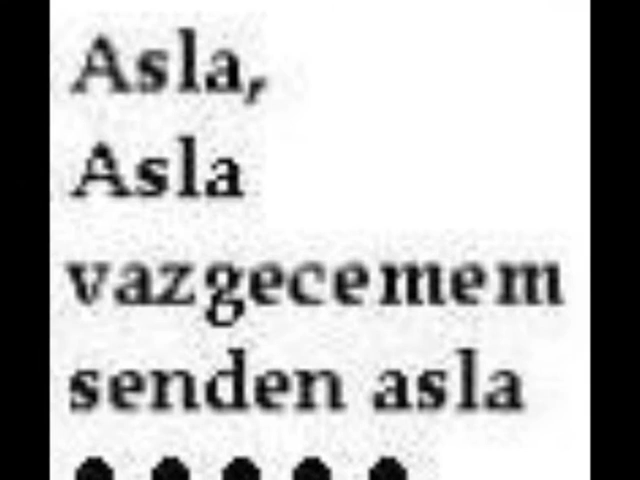 Asla,
Asla
vazgecemem
senden asla
.....